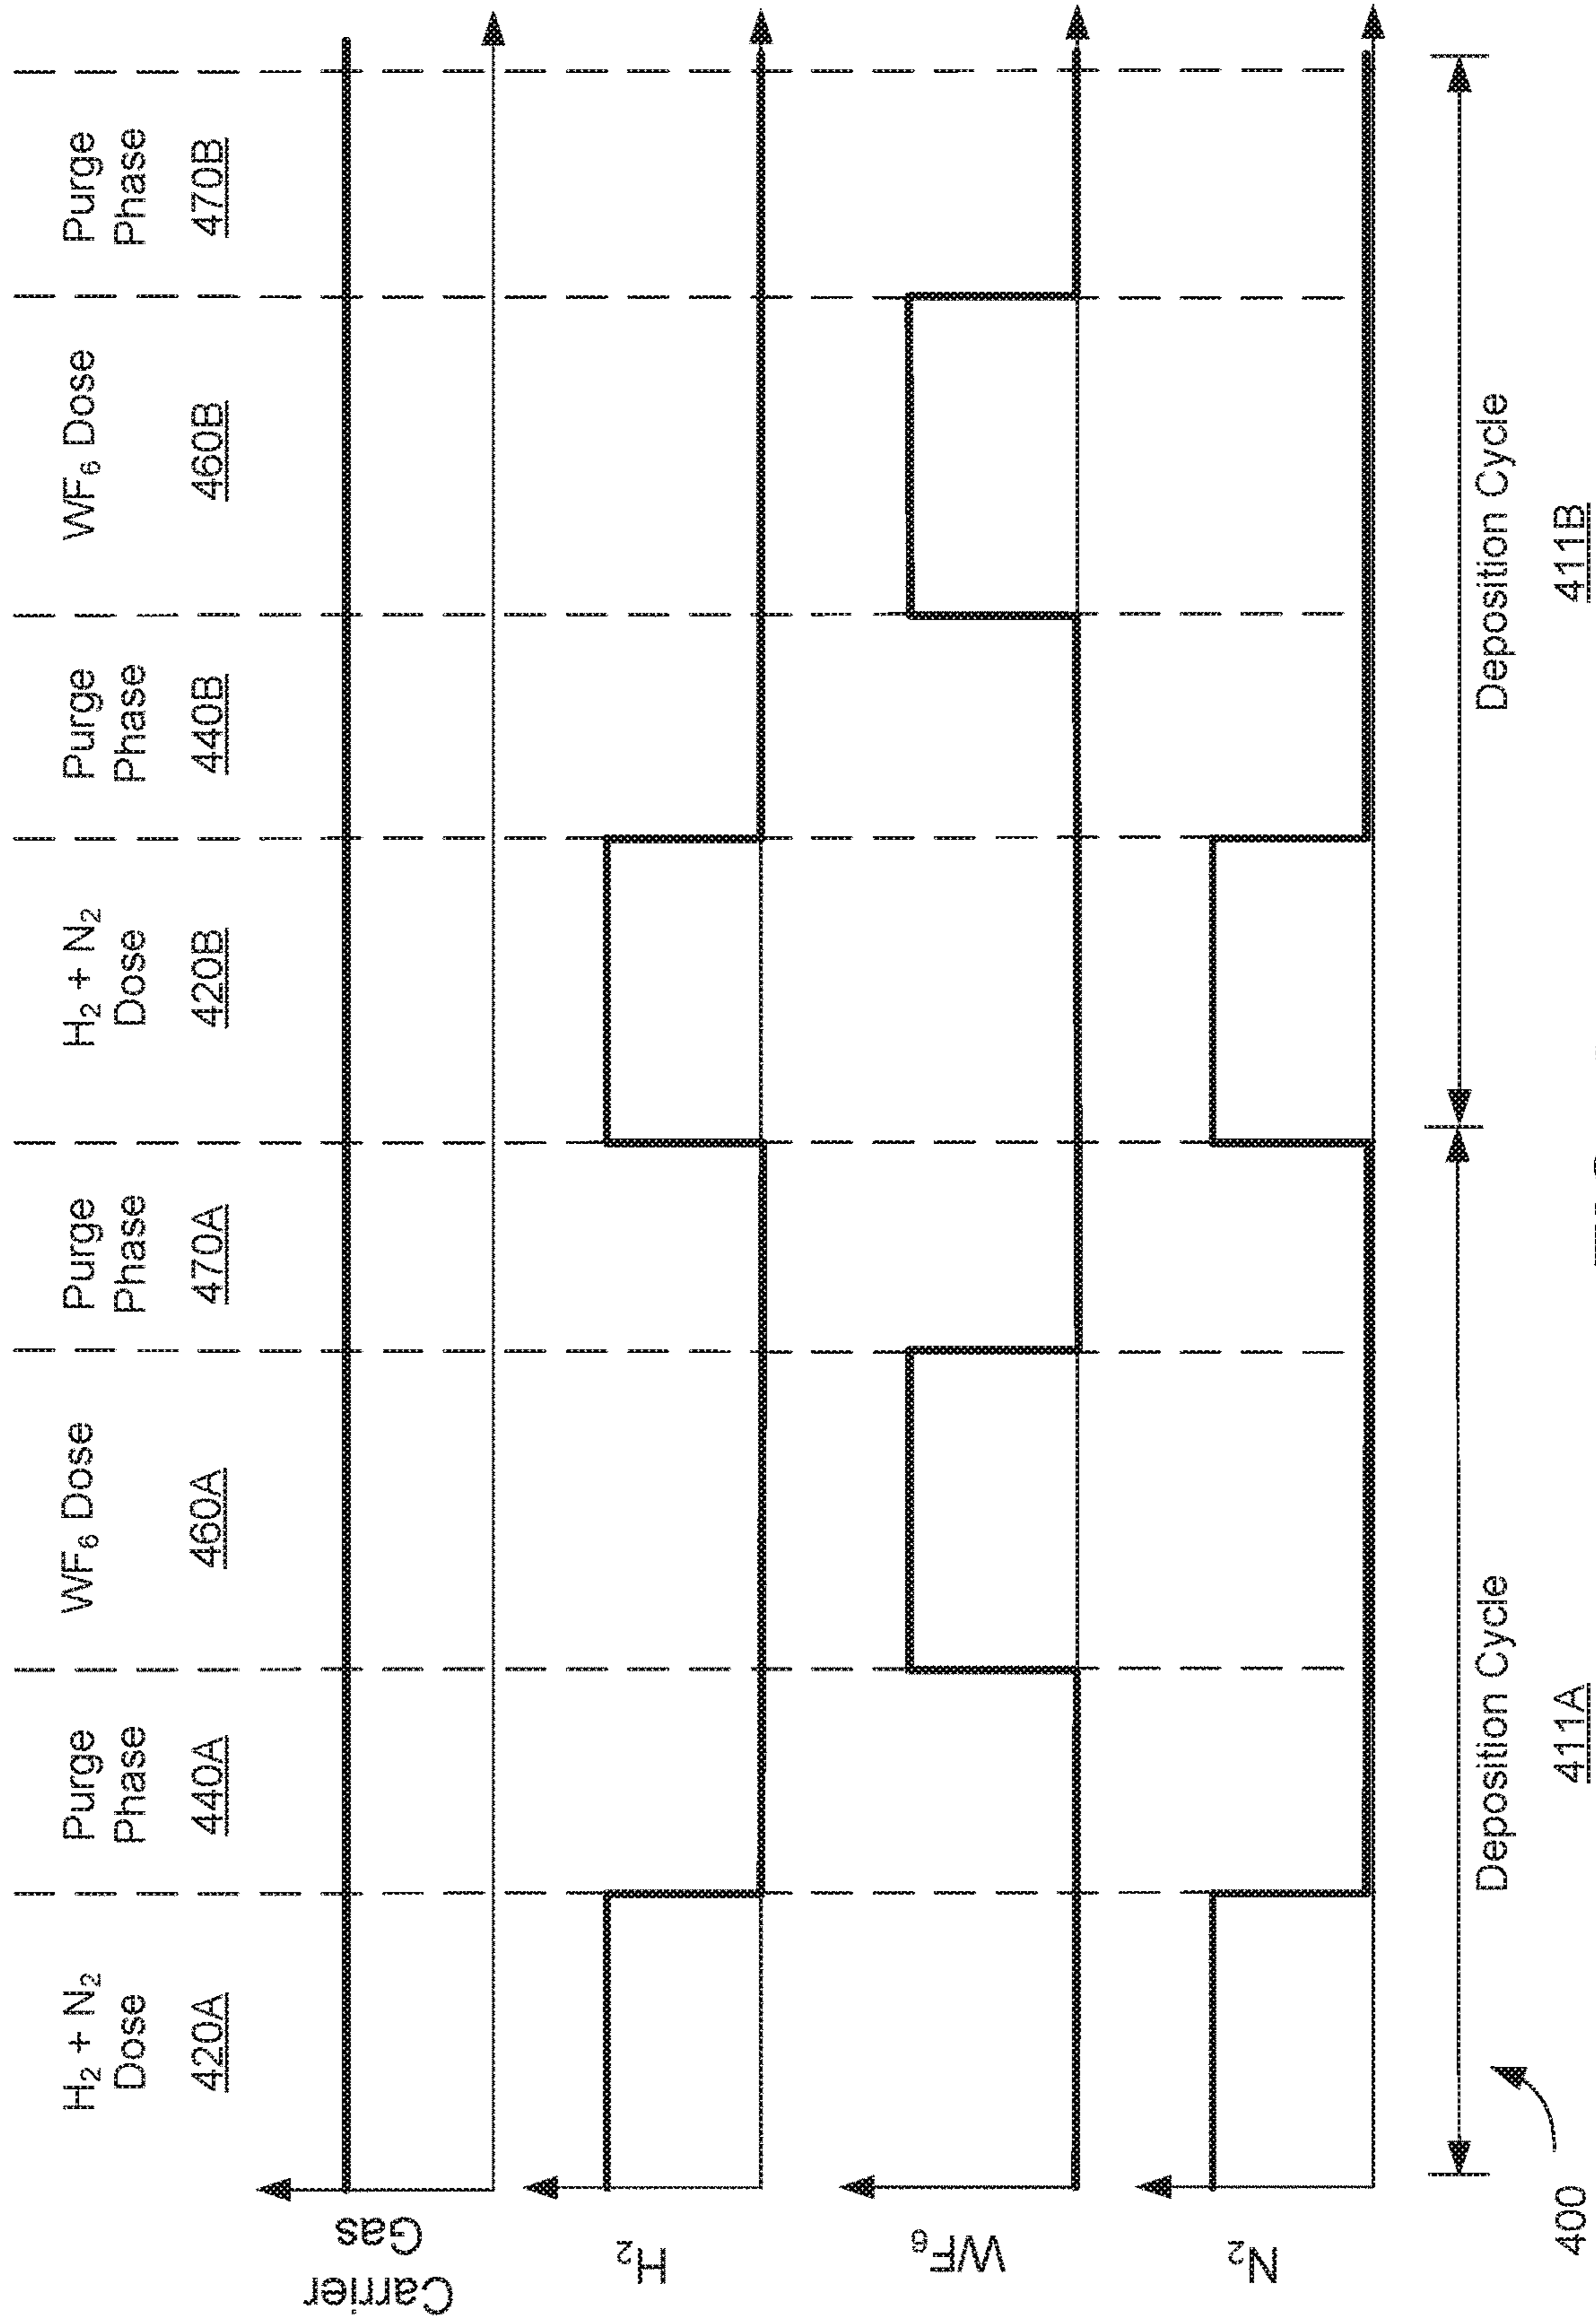 H₂ + N₂
Dose
420A
Purge
Phase
440A
WF₆ Dose
460A
Purge
Phase
470A
H₂ + N₂
Dose
420B
Purge
Phase
440B
WF₆ Dose
460B
Purge
Phase
470B
Carrier
Gas
H₂
WF₆
N₂
Deposition Cycle
411A
Deposition Cycle
411B
400